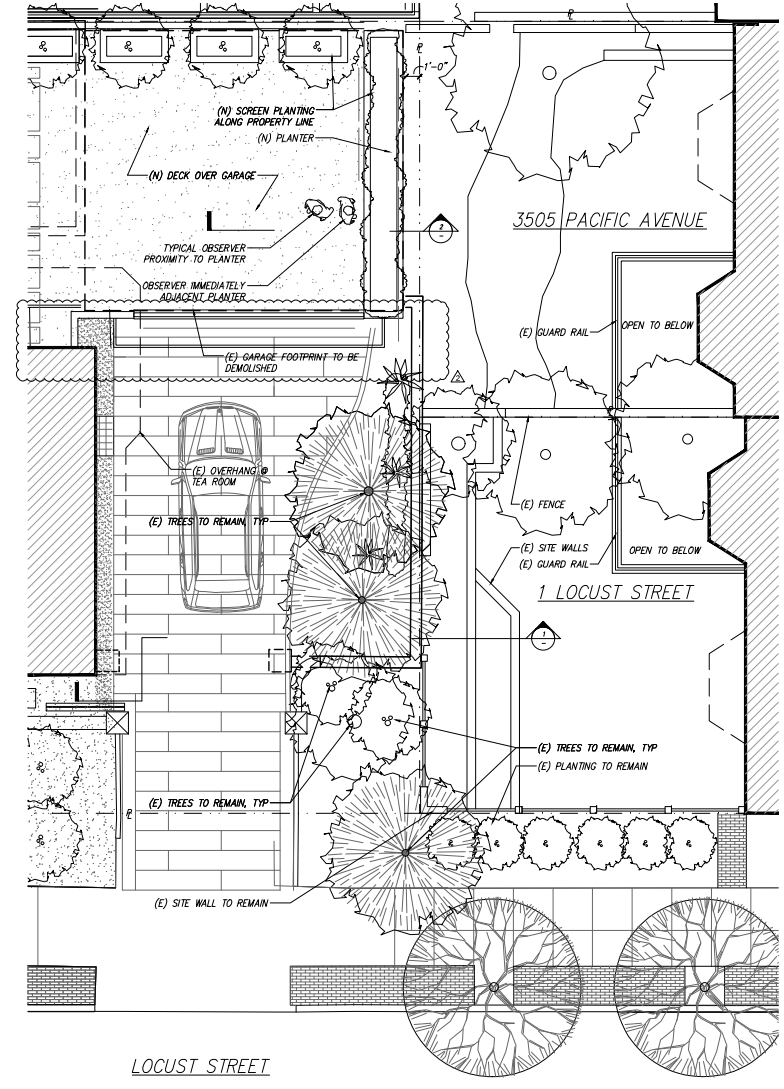 ℄
℄
1'-0"
(N) SCREEN PLANTING
ALONG PROPERTY LINE
(N) PLANTER
(N) DECK OVER GARAGE
3505 PACIFIC AVENUE
2
–
TYPICAL OBSERVER
PROXIMITY TO PLANTER
OBSERVER IMMEDIATELY
ADJACENT PLANTER
(E) GUARD RAIL
OPEN TO BELOW
(E) GARAGE FOOTPRINT TO BE
DEMOLISHED
(E) OVERHANG @
TEA ROOM
(E) FENCE
(E) TREES TO REMAIN, TYP
(E) SITE WALLS
(E) GUARD RAIL
OPEN TO BELOW
1 LOCUST STREET
1
–
(E) TREES TO REMAIN, TYP
(E) PLANTING TO REMAIN
(E) TREES TO REMAIN, TYP
℄
(E) SITE WALL TO REMAIN
LOCUST STREET